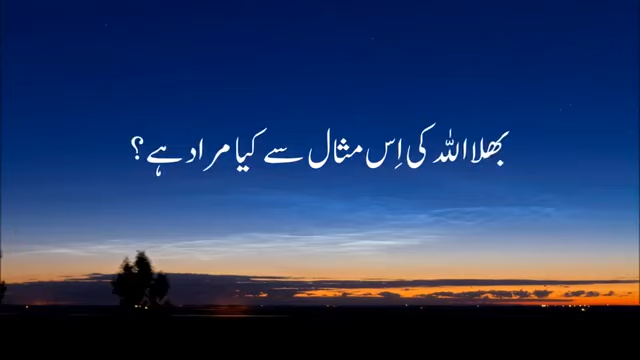 بھلا اللہ کی اِس مثال سے کیا مراد ہے؟